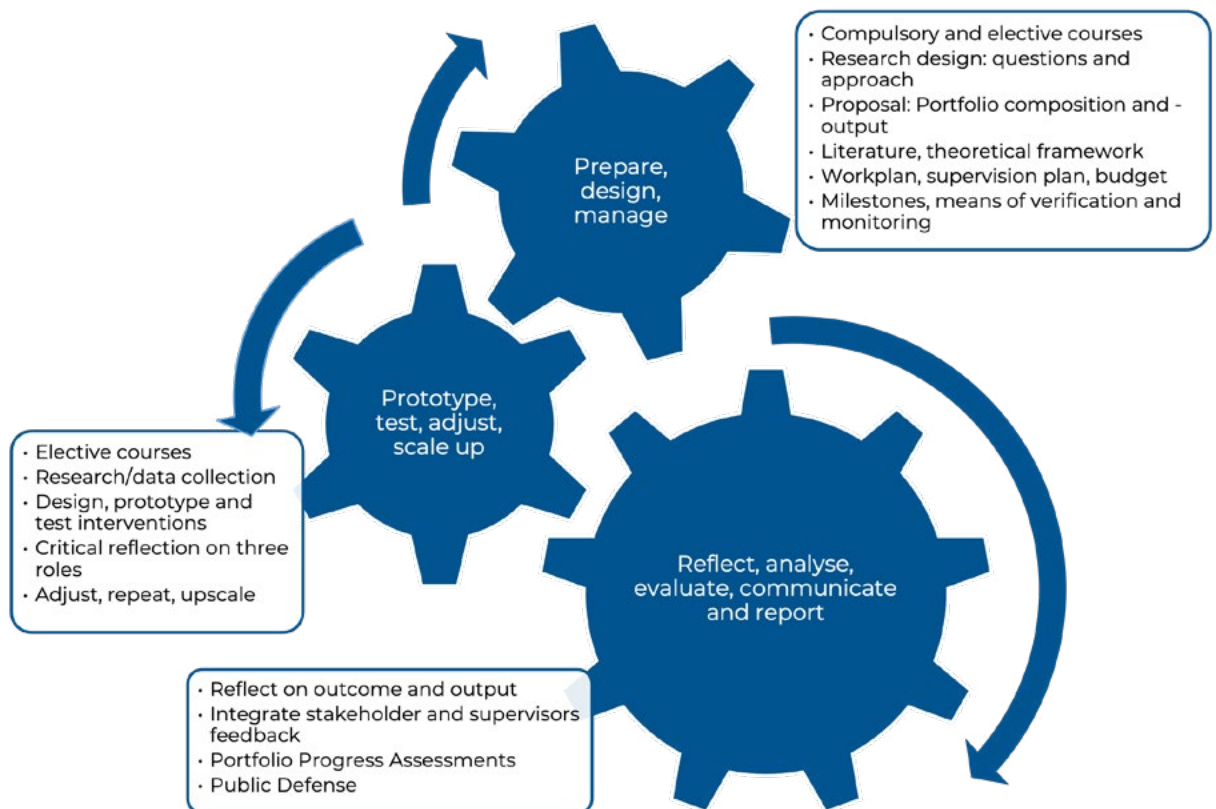 • Compulsory and elective courses
• Research design: questions and
approach
• Proposal: Portfolio composition and -
output
• Literature, theoretical framework
• Workplan, supervision plan, budget
• Milestones, means of verification and
monitoring
Prepare,
design,
manage
Prototype,
test, adjust,
scale up
• Elective courses
• Research/data collection
• Design, prototype and
test interventions
• Critical reflection on three
roles
• Adjust, repeat, upscale
Reflect, analyse,
evaluate, communicate
and report
• Reflect on outcome and output
• Integrate stakeholder and supervisors
feedback
• Portfolio Progress Assessments
• Public Defense